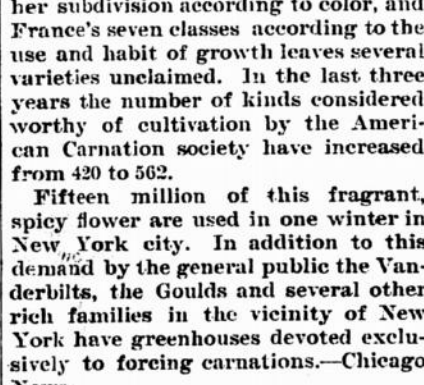 her subdivision according to color, and
France's seven classes according to the
use and habit of growth leaves several
varieties unclaimed. In the last three
years the number of kinds considered
worthy of cultivation by the Ameri-
can Carnation society have increased
from 420 to 562.
Fifteen million of this fragrant,
spicy flower are used in one winter in
New York city. In addition to this
demand by the general public the Van-
derbilts, the Goulds and several other
rich families in the vicinity of New
York have greenhouses devoted exclu-
sively to forcing carnations.—Chicago